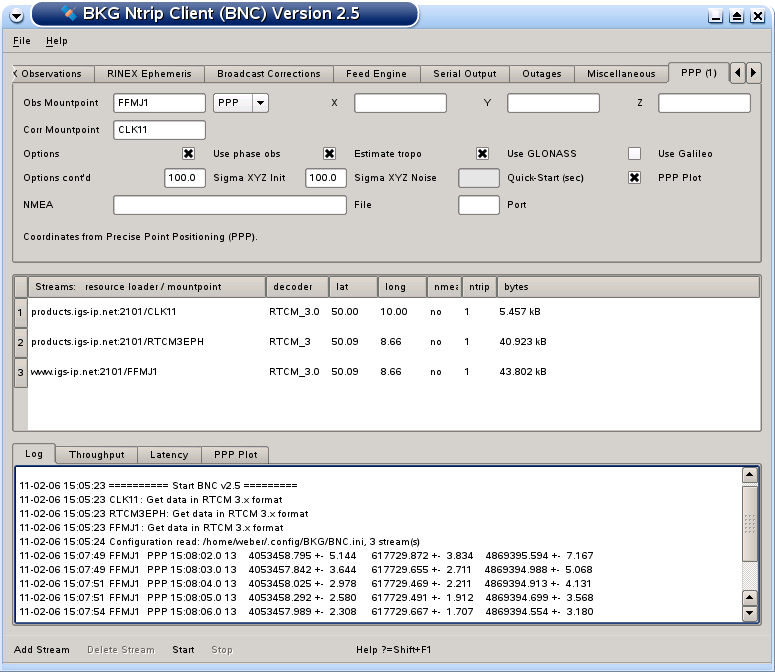 BKG Ntrip Client (BNC) Version 2.5
File Help
Observations RINEX Ephemeris Broadcast Corrections Feed Engine Serial Output Outages Miscellaneous PPP (1)
Obs Mountpoint FFMJ1 PPP X Y Z
Corr Mountpoint CLK11
Options Use phase obs Estimate tropo Use GLONASS Use Galileo
Options cont'd 100.0 Sigma XYZ Init 100.0 Sigma XYZ Noise Quick-Start (sec) PPP Plot
NMEA File Port
Coordinates from Precise Point Positioning (PPP).
Streams: resource loader / mountpoint decoder lat long nmea ntrip bytes
1 products.igs-ip.net:2101/CLK11 RTCM_3.0 50.00 10.00 no 1 5.457 kB
2 products.igs-ip.net:2101/RTCM3EPH RTCM_3 50.09 8.66 no 1 40.923 kB
3 www.igs-ip.net:2101/FFMJ1 RTCM_3.0 50.09 8.66 no 1 43.802 kB
Log Throughput Latency PPP Plot
11-02-06 15:05:23 ========== Start BNC v2.5 =========
11-02-06 15:05:23 CLK11: Get data in RTCM 3.x format
11-02-06 15:05:23 RTCM3EPH: Get data in RTCM 3.x format
11-02-06 15:05:23 FFMJ1: Get data in RTCM 3.x format
11-02-06 15:05:24 Configuration read: /home/weber/.config/BKG/BNC.ini, 3 stream(s)
11-02-06 15:07:49 FFMJ1 PPP 15:08:02.0 13 4053458.795 +- 5.144 617729.872 +- 3.834 4869395.594 +- 7.167
11-02-06 15:07:49 FFMJ1 PPP 15:08:03.0 13 4053457.842 +- 3.644 617729.655 +- 2.711 4869394.988 +- 5.068
11-02-06 15:07:51 FFMJ1 PPP 15:08:04.0 13 4053458.025 +- 2.978 617729.469 +- 2.211 4869394.913 +- 4.131
11-02-06 15:07:51 FFMJ1 PPP 15:08:05.0 13 4053458.292 +- 2.580 617729.491 +- 1.912 4869394.699 +- 3.568
11-02-06 15:07:54 FFMJ1 PPP 15:08:06.0 13 4053457.989 +- 2.308 617729.667 +- 1.707 4869394.554 +- 3.180
Add Stream Delete Stream Start Stop Help ?=Shift+F1